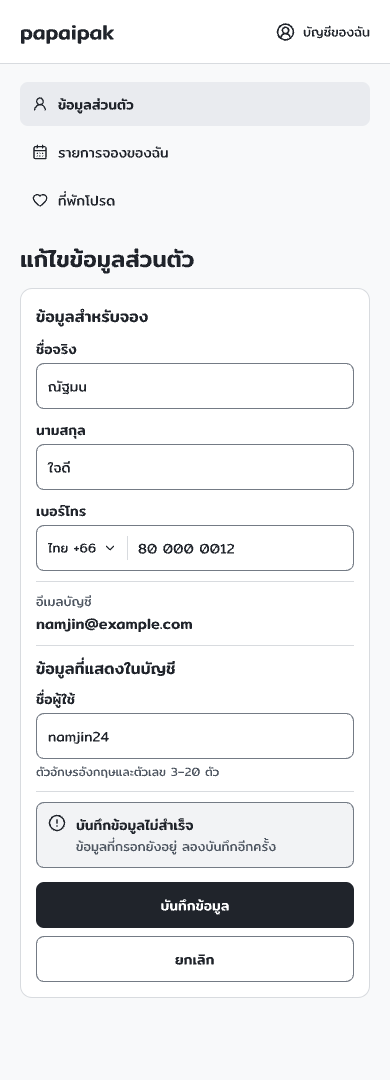 papaipak
บัญชีของฉัน
ข้อมูลส่วนตัว
รายการจองของฉัน
ที่พักโปรด
แก้ไขข้อมูลส่วนตัว
ข้อมูลสำหรับจอง
ชื่อจริง
ณัฐมน
นามสกุล
ใจดี
เบอร์โทร
ไทย +66 80 000 0012
อีเมลบัญชี
namjin@example.com
ข้อมูลที่แสดงในบัญชี
ชื่อผู้ใช้
namjin24
ตัวอักษรอังกฤษและตัวเลข 3–20 ตัว
บันทึกข้อมูลไม่สำเร็จ
ข้อมูลที่กรอกยังอยู่ ลองบันทึกอีกครั้ง
บันทึกข้อมูล
ยกเลิก